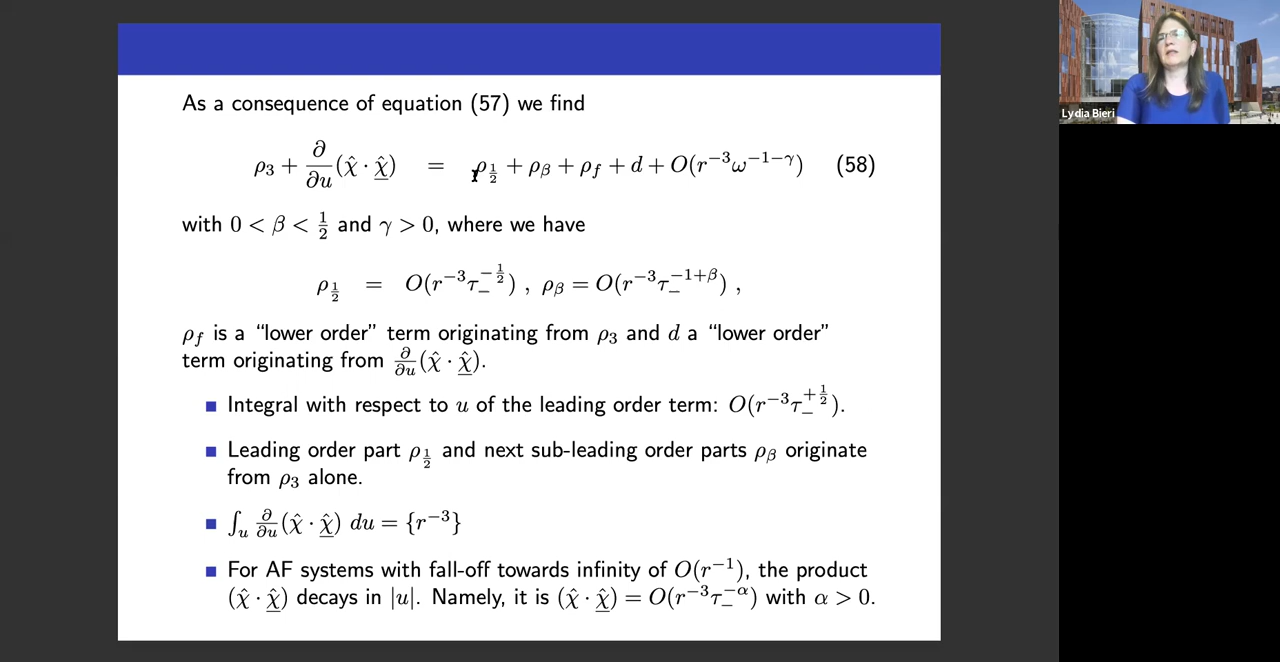 As a consequence of equation (57) we find
ρ₃ + ∂/∂u (χ̂ · χ̲̂) = ρ_{1/2} + ρ_β + ρ_f + d + O(r⁻³ω^{−1−γ}) (58)
with 0 < β < 1/2 and γ > 0, where we have
ρ_{1/2} = O(r⁻³τ₋^{−1/2}) , ρ_β = O(r⁻³τ₋^{−1+β}) ,
ρ_f is a “lower order” term originating from ρ₃ and d a “lower order”
term originating from ∂/∂u (χ̂ · χ̲̂).
■ Integral with respect to u of the leading order term: O(r⁻³τ₋^{+1/2}).
■ Leading order part ρ_{1/2} and next sub-leading order parts ρ_β originate
from ρ₃ alone.
■ ∫_u ∂/∂u (χ̂ · χ̲̂) du = {r⁻³}
■ For AF systems with fall-off towards infinity of O(r⁻¹), the product
(χ̂ · χ̲̂) decays in |u|. Namely, it is (χ̂ · χ̲̂) = O(r⁻³τ₋^{−α}) with α > 0.
Lydia Bieri